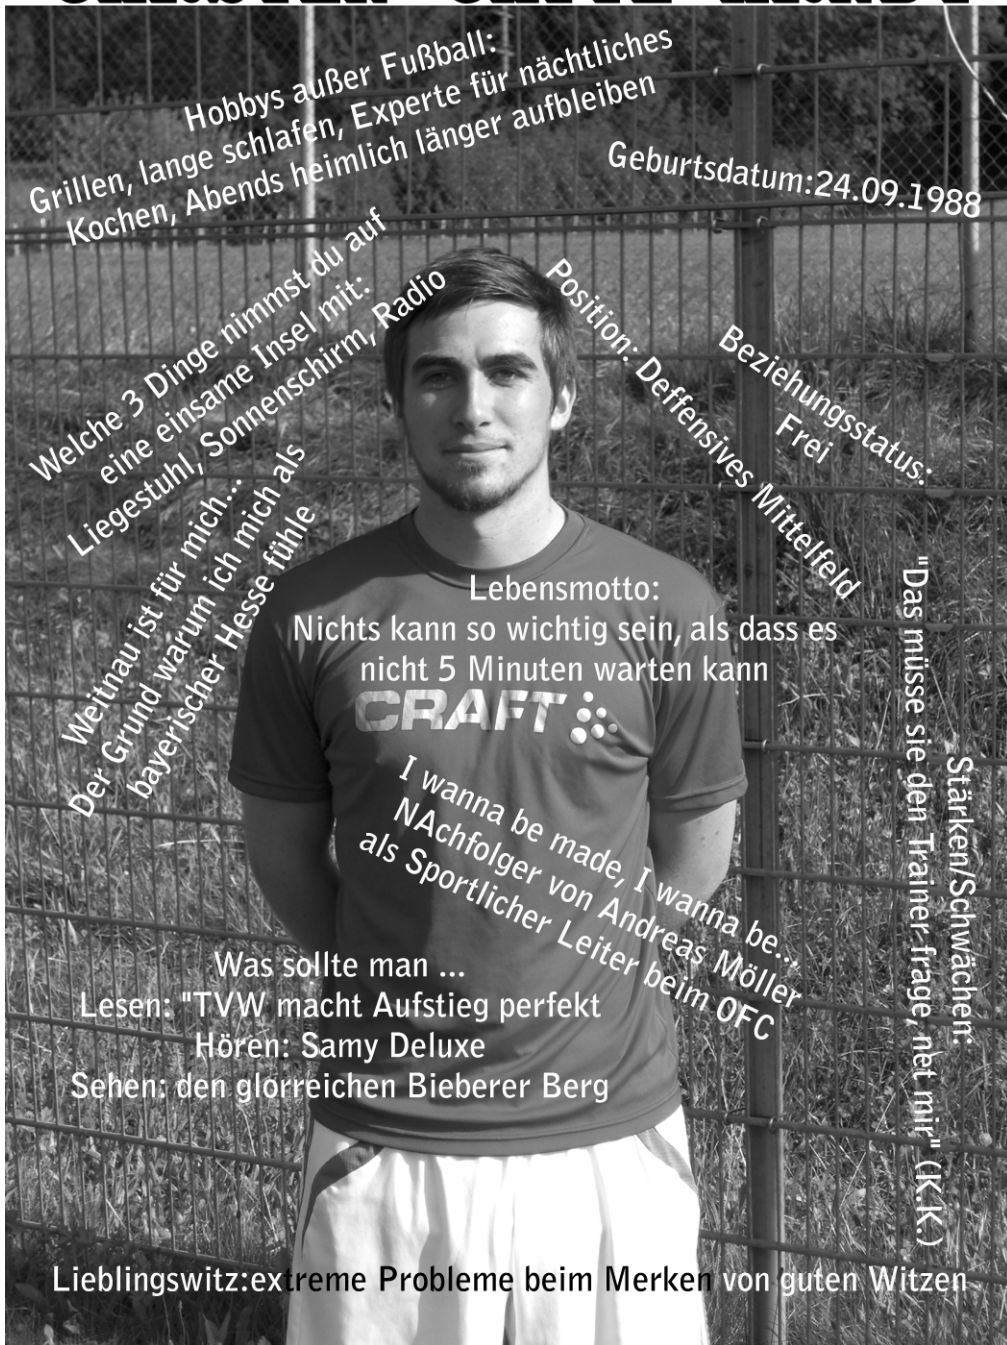 Hobbys außer Fußball:
Grillen, lange schlafen, Experte für nächtliches
Kochen, Abends heimlich länger aufbleiben
Geburtsdatum:24.09.1988
Welche 3 Dinge nimmst du auf
eine einsame Insel mit:
Liegestuhl, Sonnenschirm, Radio
Position: Deffensives Mittelfeld
Beziehungsstatus:
Frei
Weitnau ist für mich...
Der Grund warum ich mich als
bayerischer Hesse fühle
Lebensmotto:
Nichts kann so wichtig sein, als dass es
nicht 5 Minuten warten kann
CRAFT
I wanna be made, I wanna be..,
NAchfolger von Andreas Möller
als Sportlicher Leiter beim OFC
Stärken/Schwächen:
"Das müsse sie den Trainer frage, net mir" (K.K.)
Was sollte man ...
Lesen: "TVW macht Aufstieg perfekt
Hören: Samy Deluxe
Sehen: den glorreichen Bieberer Berg
Lieblingswitz:extreme Probleme beim Merken von guten Witzen